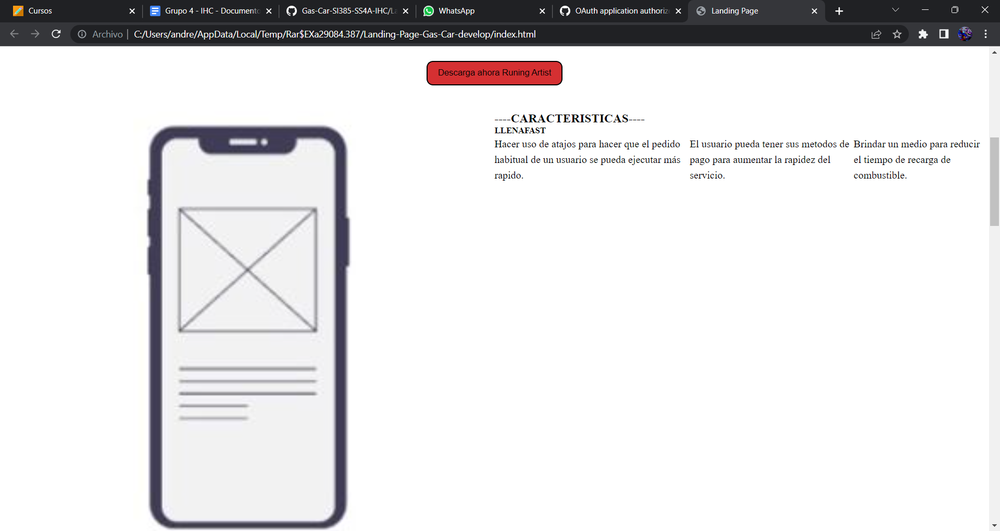 Cursos
Grupo 4 - IHC - Documento
Gas-Car-SI385-SS4A-IHC/La
WhatsApp
OAuth application authorize
Landing Page
Archivo
C:/Users/andre/AppData/Local/Temp/Rar$EXa29084.387/Landing-Page-Gas-Car-develop/index.html
Descarga ahora Runing Artist
----CARACTERISTICAS----
LLENAFAST
Hacer uso de atajos para hacer que el pedido
habitual de un usuario se pueda ejecutar más
rapido.
El usuario pueda tener sus metodos de
pago para aumentar la rapidez del
servicio.
Brindar un medio para reducir
el tiempo de recarga de
combustible.